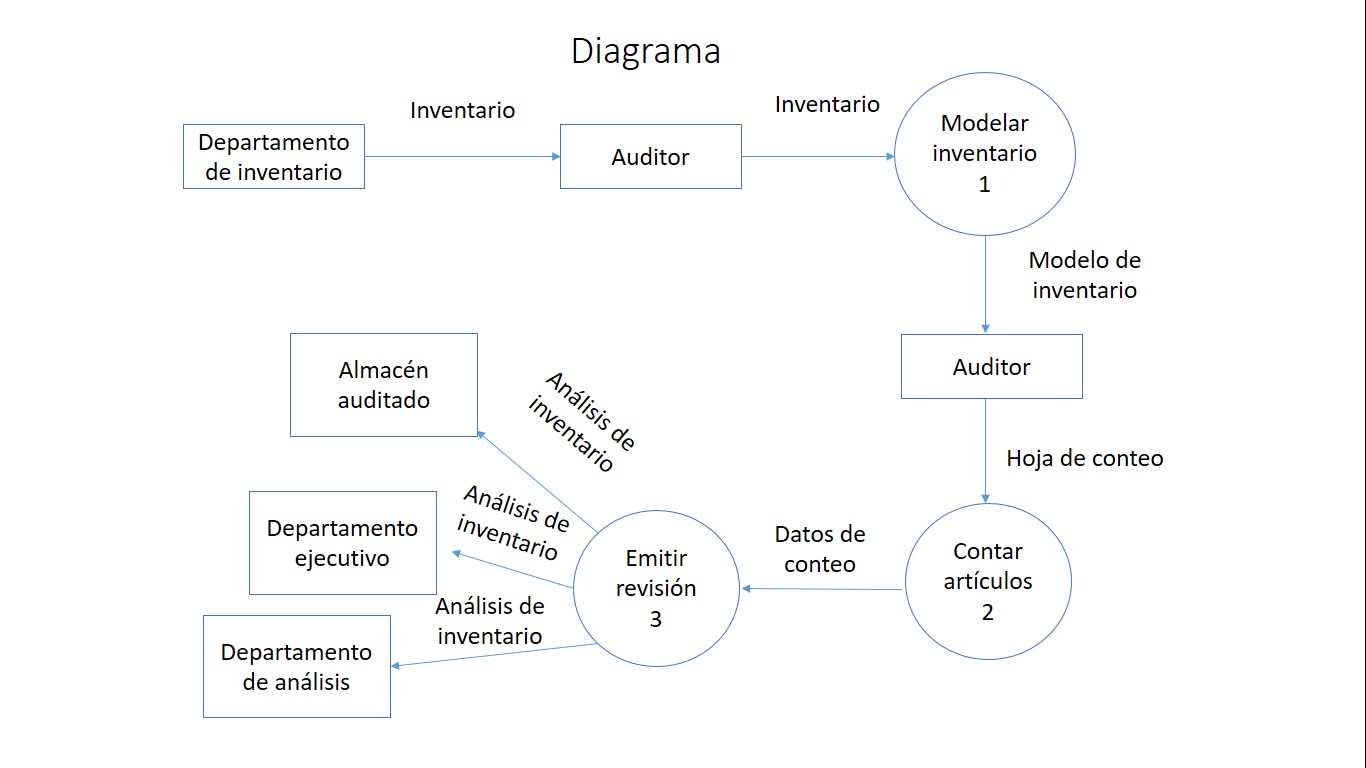 Diagrama
Inventario
Inventario
Departamento
de inventario
Auditor
Modelar
inventario
1
Modelo de
inventario
Auditor
Hoja de conteo
Contar
artículos
2
Datos de
conteo
Emitir
revisión
3
Análisis de
inventario
Almacén
auditado
Análisis de
inventario
Departamento
ejecutivo
Análisis de
inventario
Departamento
de análisis